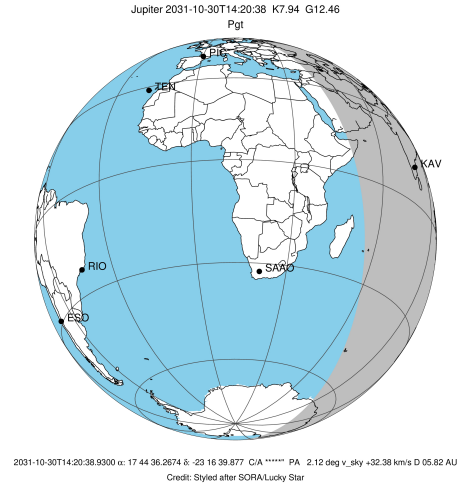 Jupiter 2031-10-30T14:20:38 K7.94 G12.46
Pgt
PIC
TEN
KAV
RIO
SAAO
ESO
2031-10-30T14:20:38.9300 α: 17 44 36.2674 δ: -23 16 39.877 C/A *****" PA 2.12 deg v_sky +32.38 km/s D 05.82 AU
Credit: Styled after SORA/Lucky Star